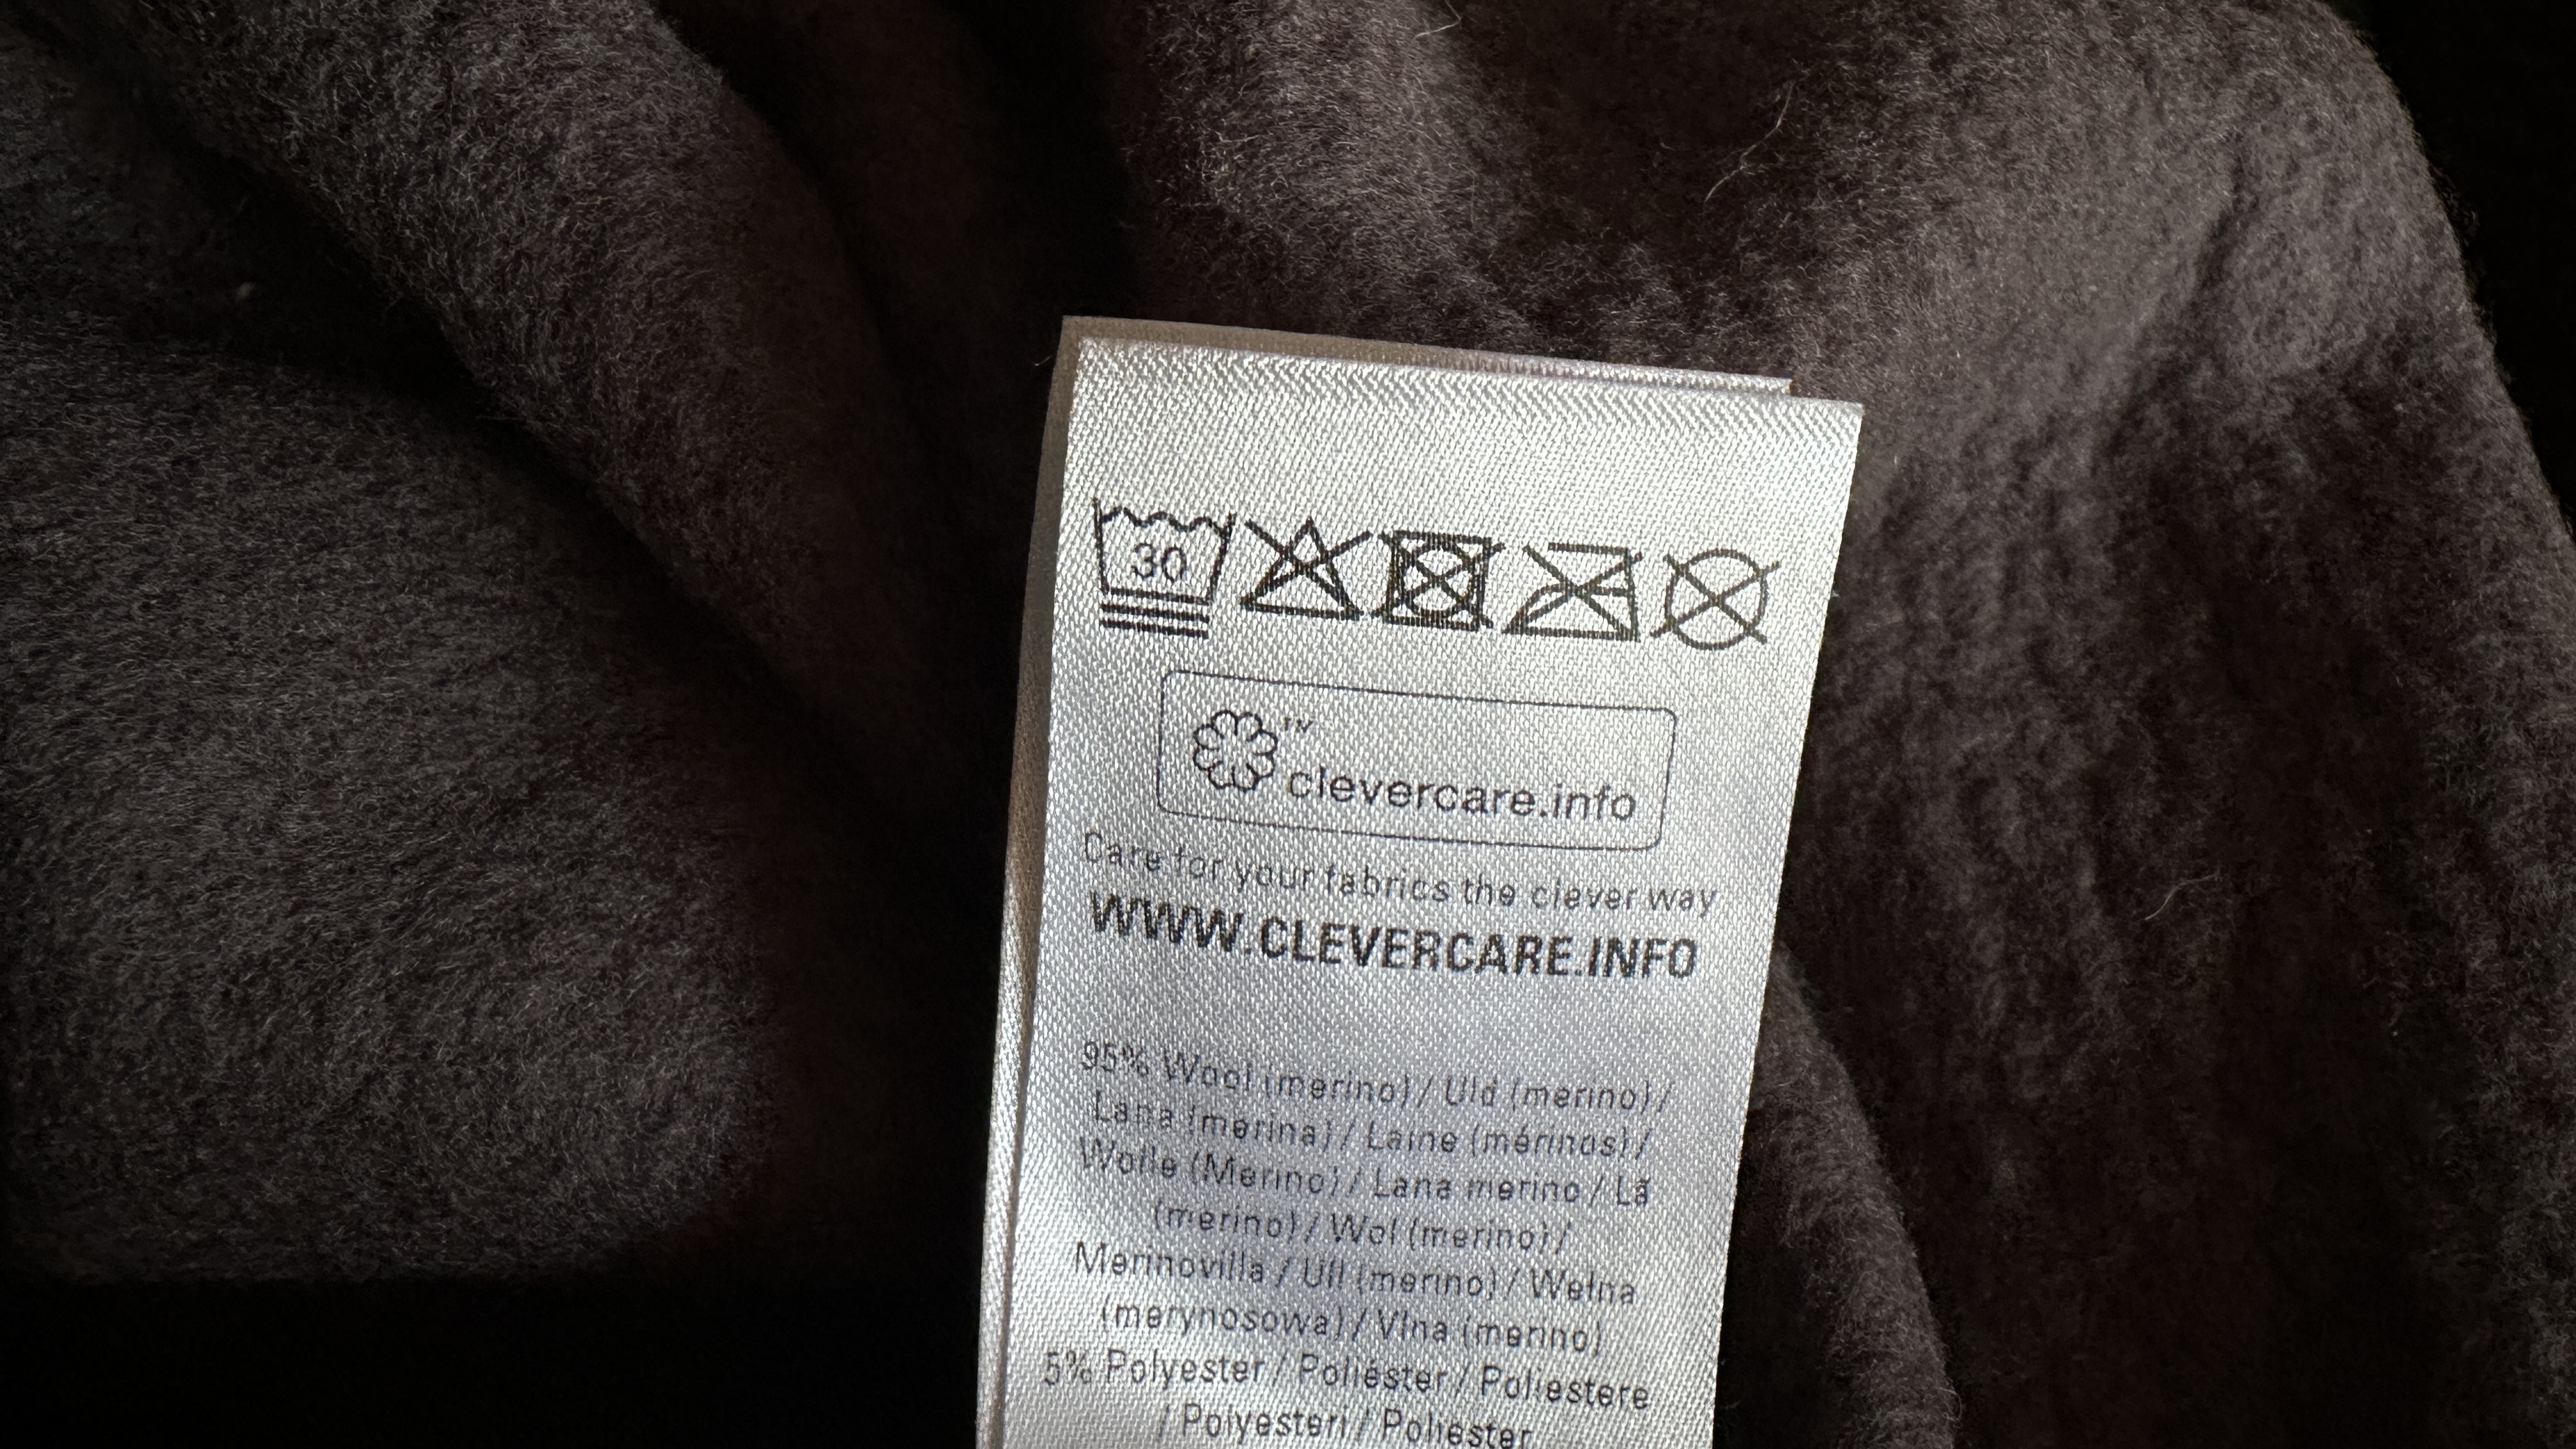 30
TM
clevercare.info
Care for your fabrics the clever way
WWW.CLEVERCARE.INFO
95% Wool (merino) / Uld (merino) /
Lana (merina) / Laine (mérinos) /
Wolle (Merino) / Lana merino / Lã
(merino) / Wol (merino) /
Merinovilla / Ull (merino) / Wełna
(merynosowa) / Vlna (merino)
5% Polyester / Poliéster / Poliestere
/ Polyesteri / Poliester